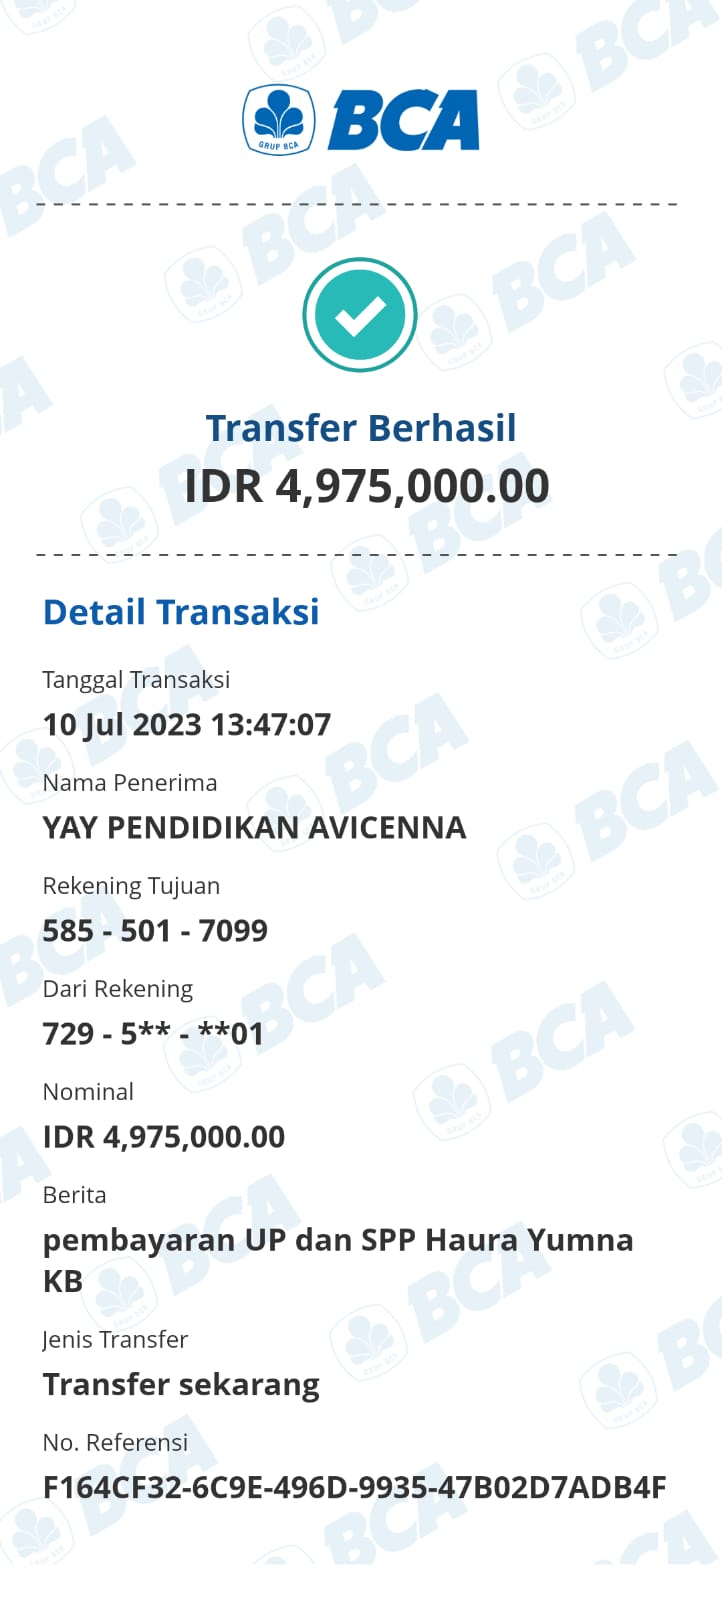 GRUP BCA
BCA
Transfer Berhasil
IDR 4,975,000.00
Detail Transaksi
Tanggal Transaksi
10 Jul 2023 13:47:07
Nama Penerima
YAY PENDIDIKAN AVICENNA
Rekening Tujuan
585 - 501 - 7099
Dari Rekening
729 - 5** - **01
Nominal
IDR 4,975,000.00
Berita
pembayaran UP dan SPP Haura Yumna
KB
Jenis Transfer
Transfer sekarang
No. Referensi
F164CF32-6C9E-496D-9935-47B02D7ADB4F